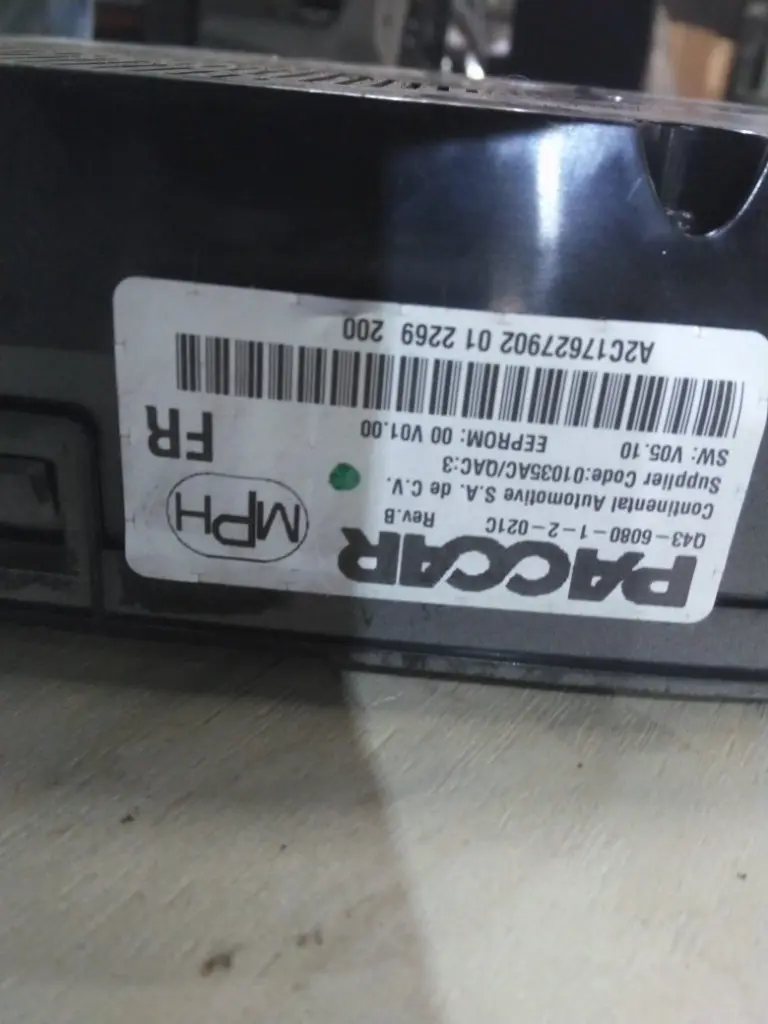 PACCAR MPH
Q43-6080-1-2-021C Rev.B
Continental Automotive S.A. de C.V.
Supplier Code:01035AC/QAC:3
SW: V05.10 EEPROM: 00 V01.00 FR
A2C17627902 01 2269 200